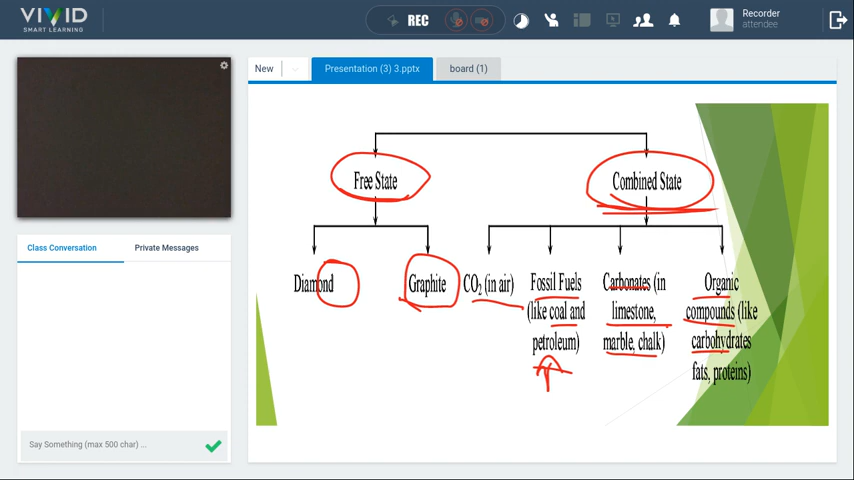 VIVID
SMART LEARNING
REC
Recorder
attendee
New
Presentation (3) 3.pptx
board (1)
Free State
Combined State
Diamond
Graphite
CO₂ (in air)
Fossil Fuels
(like coal and
petroleum)
Carbonates (in
limestone,
marble, chalk)
Organic
compounds (like
carbohydrates
fats, proteins)
Class Conversation
Private Messages
Say Something (max 500 char) ...